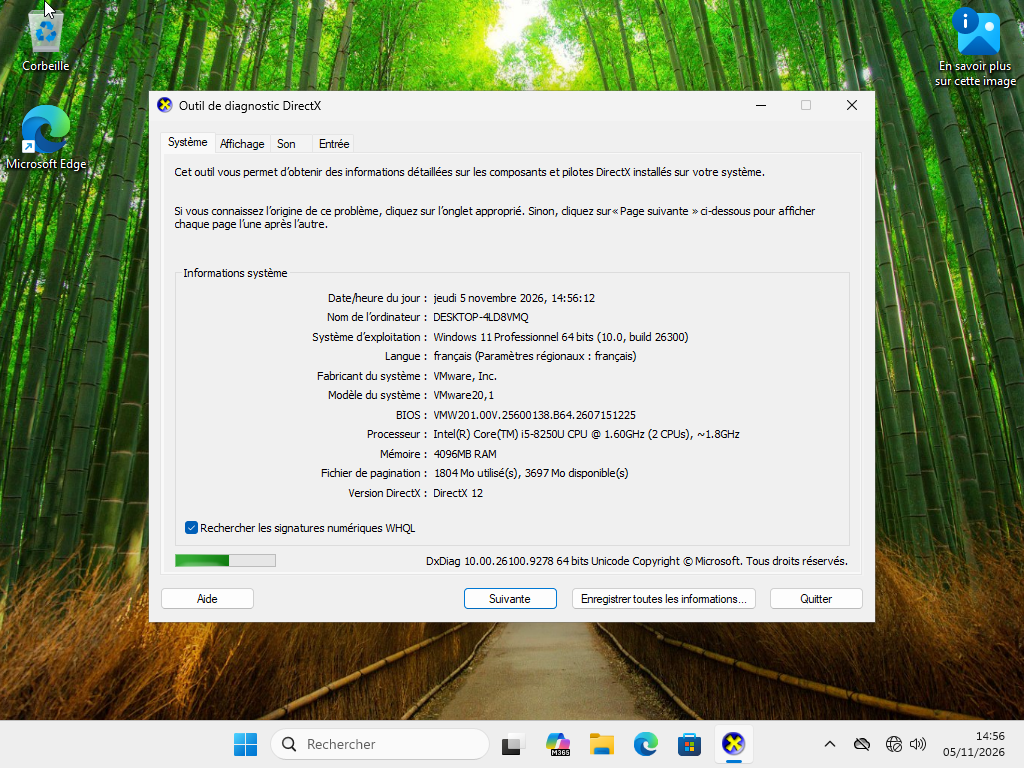 Corbeille
En savoir plus
sur cette image
Microsoft Edge
Outil de diagnostic DirectX
Système
Affichage
Son
Entrée
Cet outil vous permet d’obtenir des informations détaillées sur les composants et pilotes DirectX installés sur votre système.
Si vous connaissez l’origine de ce problème, cliquez sur l’onglet approprié. Sinon, cliquez sur« Page suivante » ci-dessous pour afficher
chaque page l’une après l’autre.
Informations système
Date/heure du jour : jeudi 5 novembre 2026, 14:56:12
Nom de l’ordinateur : DESKTOP-4LD8VMQ
Système d’exploitation : Windows 11 Professionnel 64 bits (10.0, build 26300)
Langue : français (Paramètres régionaux : français)
Fabricant du système : VMware, Inc.
Modèle du système : VMware20,1
BIOS : VMW201.00V.25600138.B64.2607151225
Processeur : Intel(R) Core(TM) i5-8250U CPU @ 1.60GHz (2 CPUs), ~1.8GHz
Mémoire : 4096MB RAM
Fichier de pagination : 1804 Mo utilisé(s), 3697 Mo disponible(s)
Version DirectX : DirectX 12
Rechercher les signatures numériques WHQL
DxDiag 10.00.26100.9278 64 bits Unicode Copyright © Microsoft. Tous droits réservés.
Aide
Suivante
Enregistrer toutes les informations...
Quitter
Rechercher
M365
14:56
05/11/2026